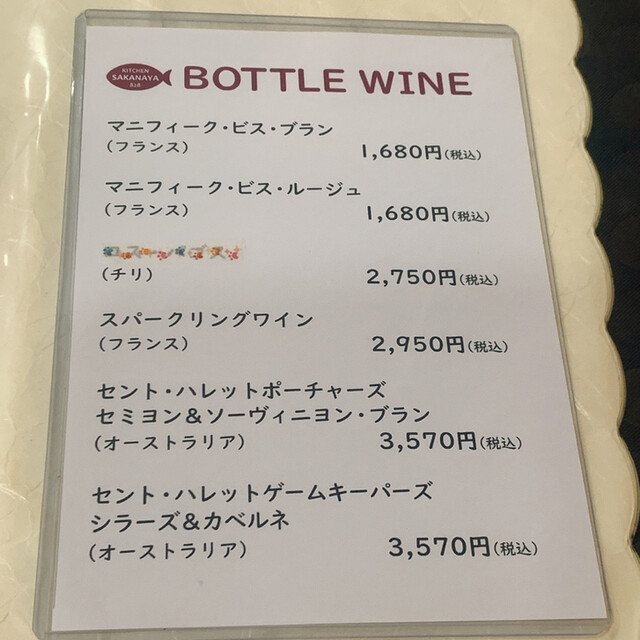 KITCHEN
SAKANAYA
BOTTLE WINE
マニフィーク・ビス・ブラン
(フランス) 1,680円(税込)
マニフィーク・ビス・ルージュ
(フランス) 1,680円(税込)
(チリ) 2,750円(税込)
スパークリングワイン
(フランス) 2,950円(税込)
セント・ハレットポーチャーズ
セミヨン&ソーヴィニヨン・ブラン
(オーストラリア) 3,570円(税込)
セント・ハレットゲームキーパーズ
シラーズ&カベルネ
(オーストラリア) 3,570円(税込)